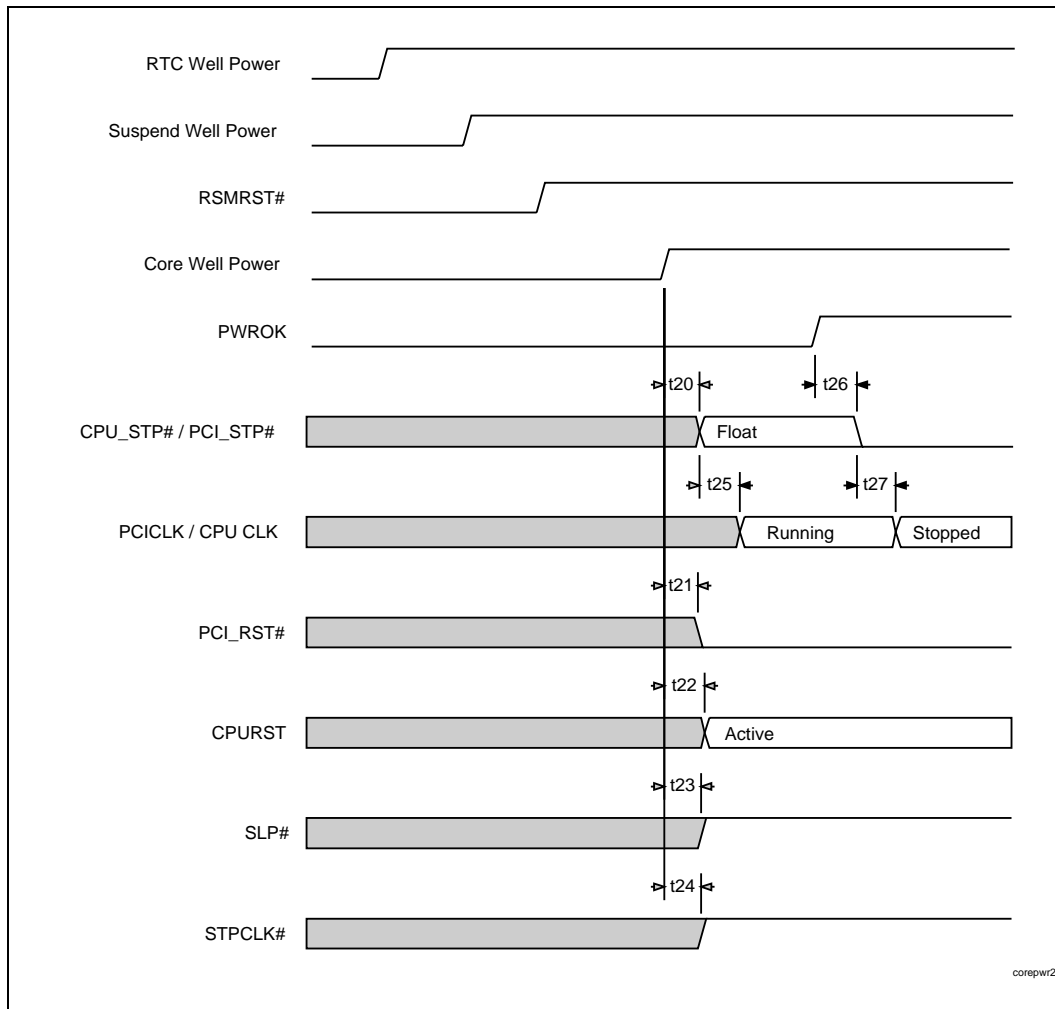 RTC Well Power
Suspend Well Power
RSMRST#
Core Well Power
PWROK
t20
t26
CPU_STP# / PCI_STP#
Float
t25
t27
PCICLK / CPU CLK
Running
Stopped
t21
PCI_RST#
t22
CPURST
Active
t23
SLP#
t24
STPCLK#
corepwr2